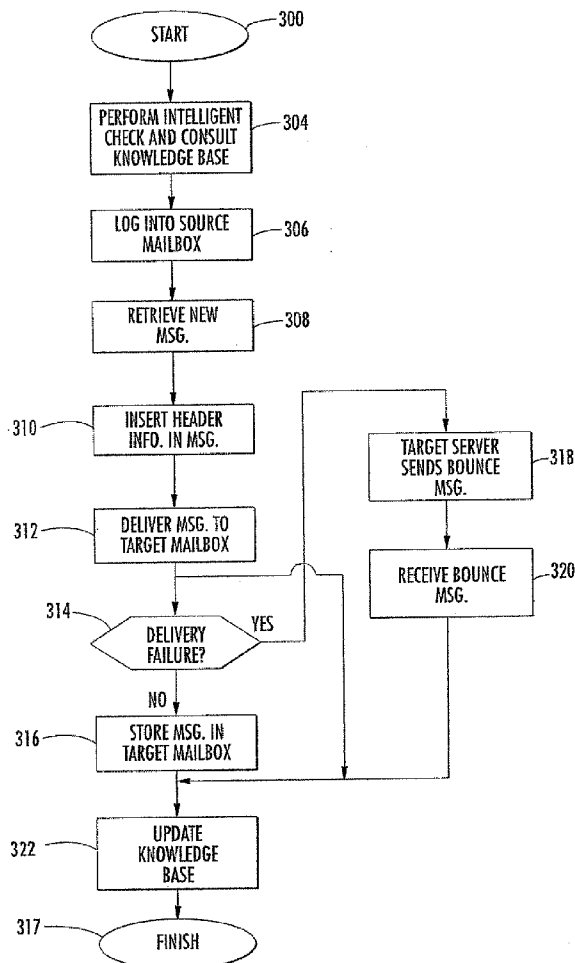 START
300
PERFORM INTELLIGENT
CHECK AND CONSULT
KNOWLEDGE BASE
304
LOG INTO SOURCE
MAILBOX
306
RETRIEVE NEW
MSG.
308
310
INSERT HEADER
INFO. IN MSG.
312
DELIVER MSG. TO
TARGET MAILBOX
314
DELIVERY
FAILURE?
YES
NO
TARGET SERVER
SENDS BOUNCE
MSG.
318
RECEIVE BOUNCE
MSG.
320
316
STORE MSG. IN
TARGET MAILBOX
322
UPDATE
KNOWLEDGE
BASE
317
FINISH